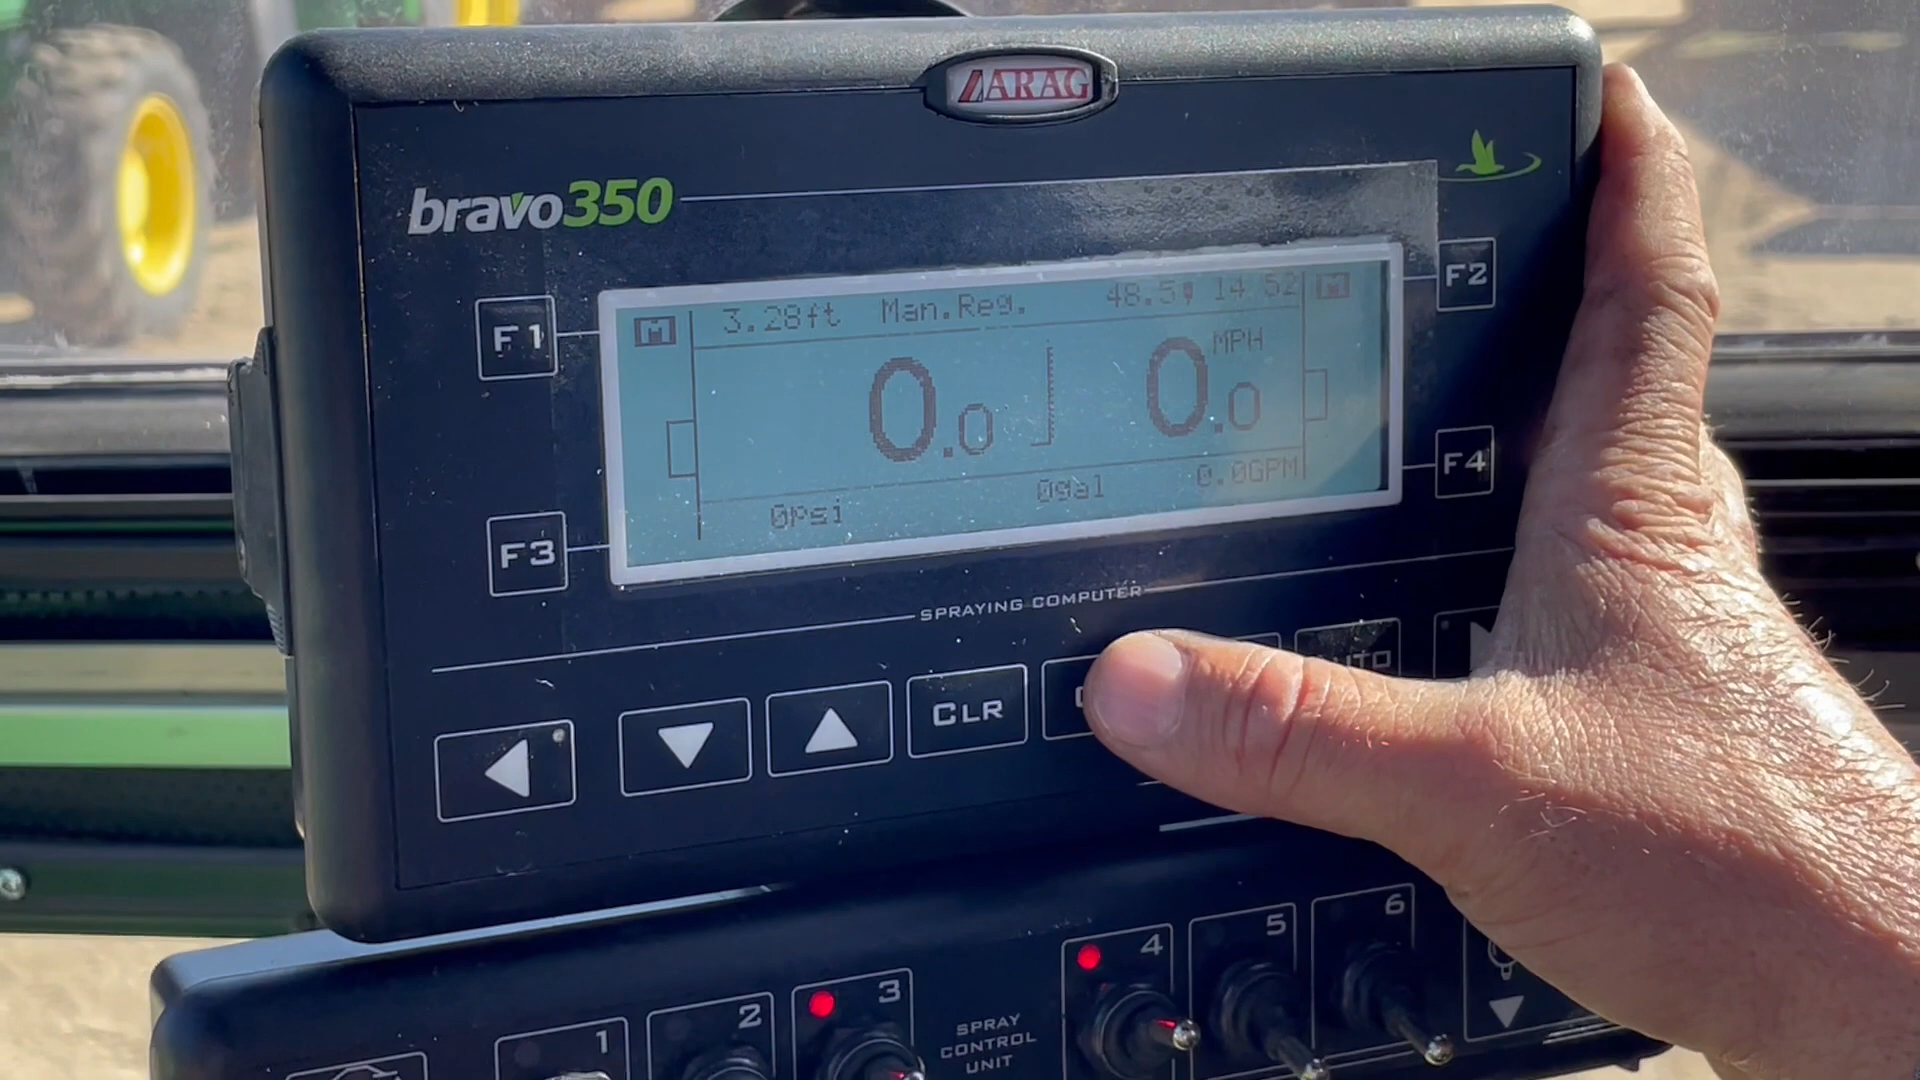 ARAG
bravo350
F1
F2
3.28ft Man.Reg. 48.5 14 52
MPH
0.0 0.0
0psi 0gal 0.0GPM
F3
F4
SPRAYING COMPUTER
CLR
1
2
3
4
5
6
SPRAY
CONTROL
UNIT